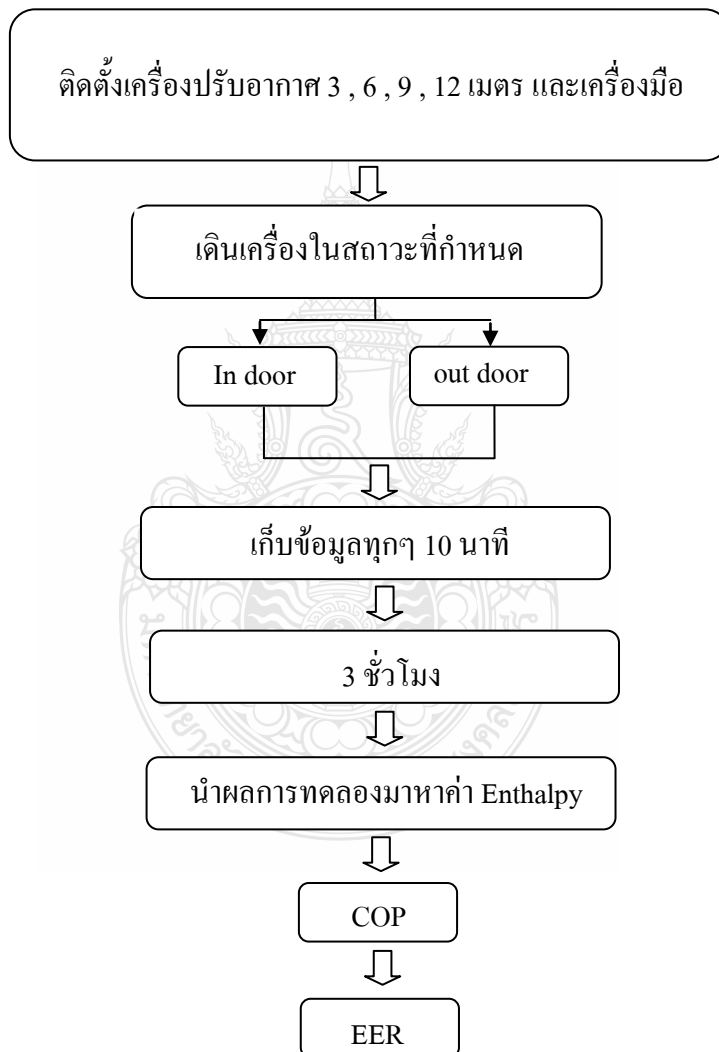 ติดตั้งเครื่องปรับอากาศ 3 , 6 , 9 , 12 เมตร และเครื่องมือ
เดินเครื่องในสถาวะที่กำหนด
In door
out door
เก็บข้อมูลทุกๆ 10 นาที
3 ชั่วโมง
นำผลการทดลองมาหาค่า Enthalpy
COP
EER